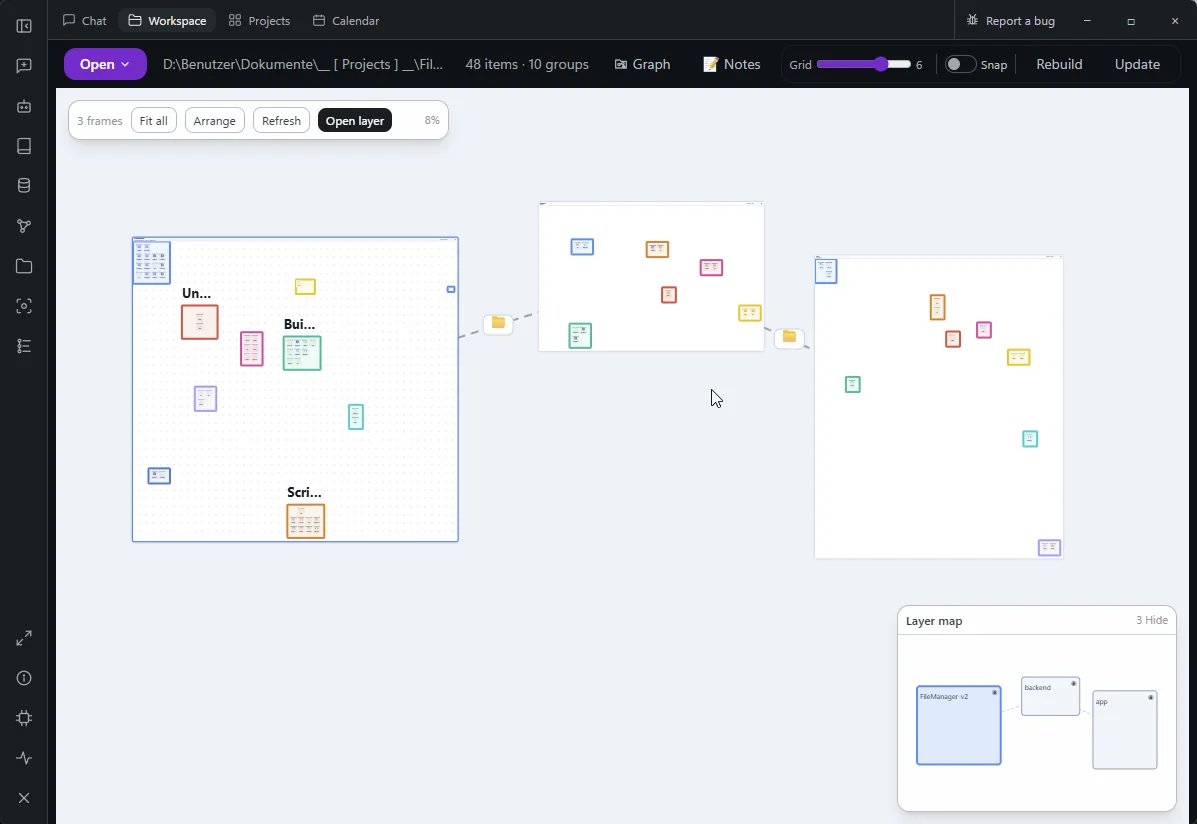 Chat
Workspace
Projects
Calendar
Report a bug
Open
D:\Benutzer\Dokumente\__ [ Projects ] __\Fil...
48 items · 10 groups
Graph
Notes
Grid
6
Snap
Rebuild
Update
3 frames
Fit all
Arrange
Refresh
Open layer
8%
Un...
Bui...
Scri...
Layer map
3 Hide
FileManager v2
backend
app